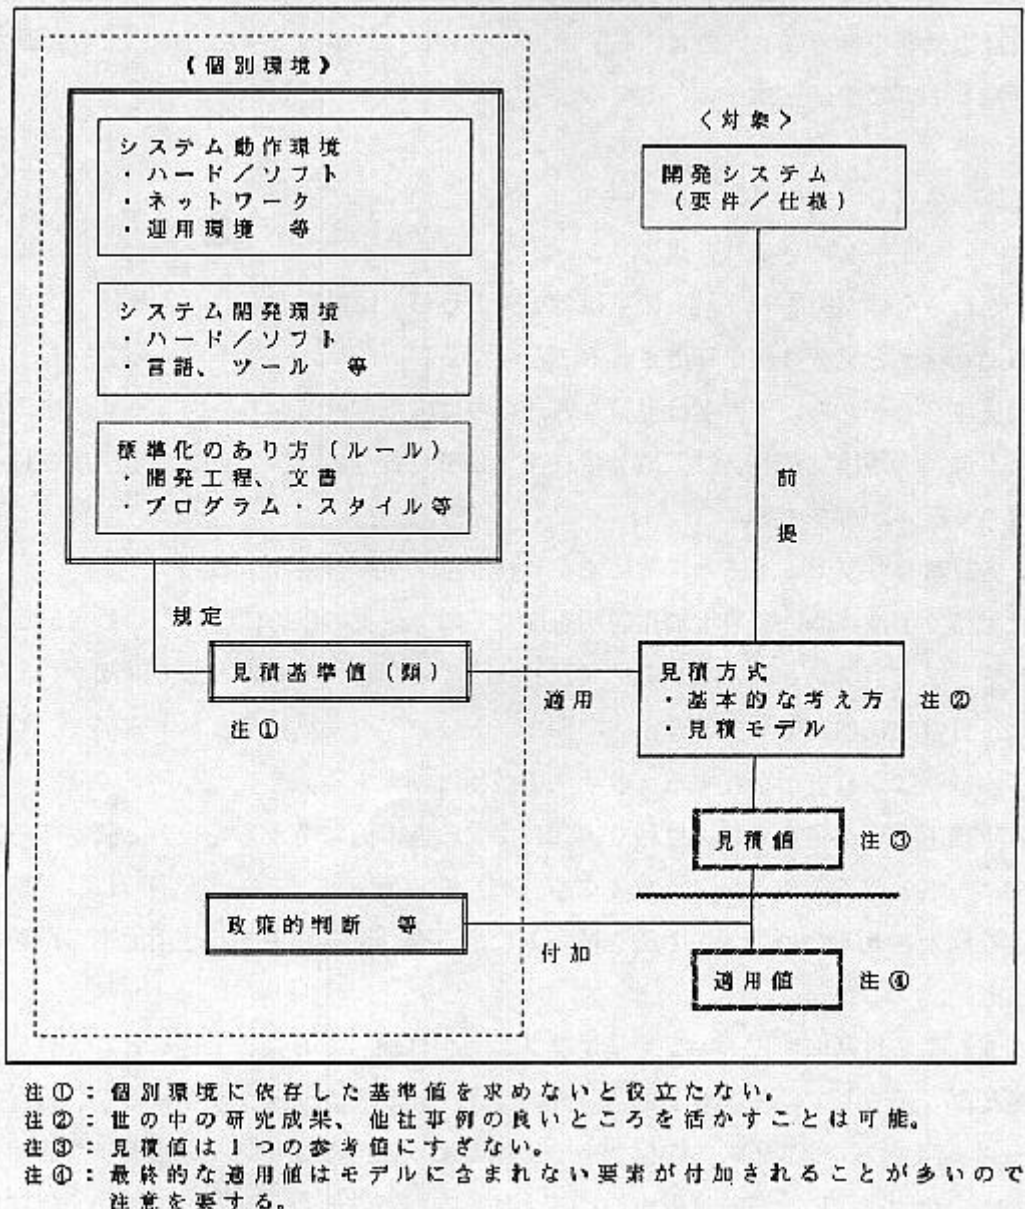 《個別環境》
システム動作環境
・ハード／ソフト
・ネットワーク
・運用環境　等
システム開発環境
・ハード／ソフト
・言語、ツール　等
標準化のあり方（ルール）
・開発工程、文書
・プログラム・スタイル等
規定
見積基準値（類）
注①
政策的判断　等
＜対象＞
開発システム
（要件／仕様）
前
提
適用
見積方式
・基本的な考え方
・見積モデル
注②
見積値
注③
付加
適用値
注④
注①：個別環境に依存した基準値を求めないと役立たない。
注②：世の中の研究成果、他社事例の良いところを活かすことは可能。
注③：見積値は１つの参考値にすぎない。
注④：最終的な適用値はモデルに含まれない要素が付加されることが多いので
注意を要する。